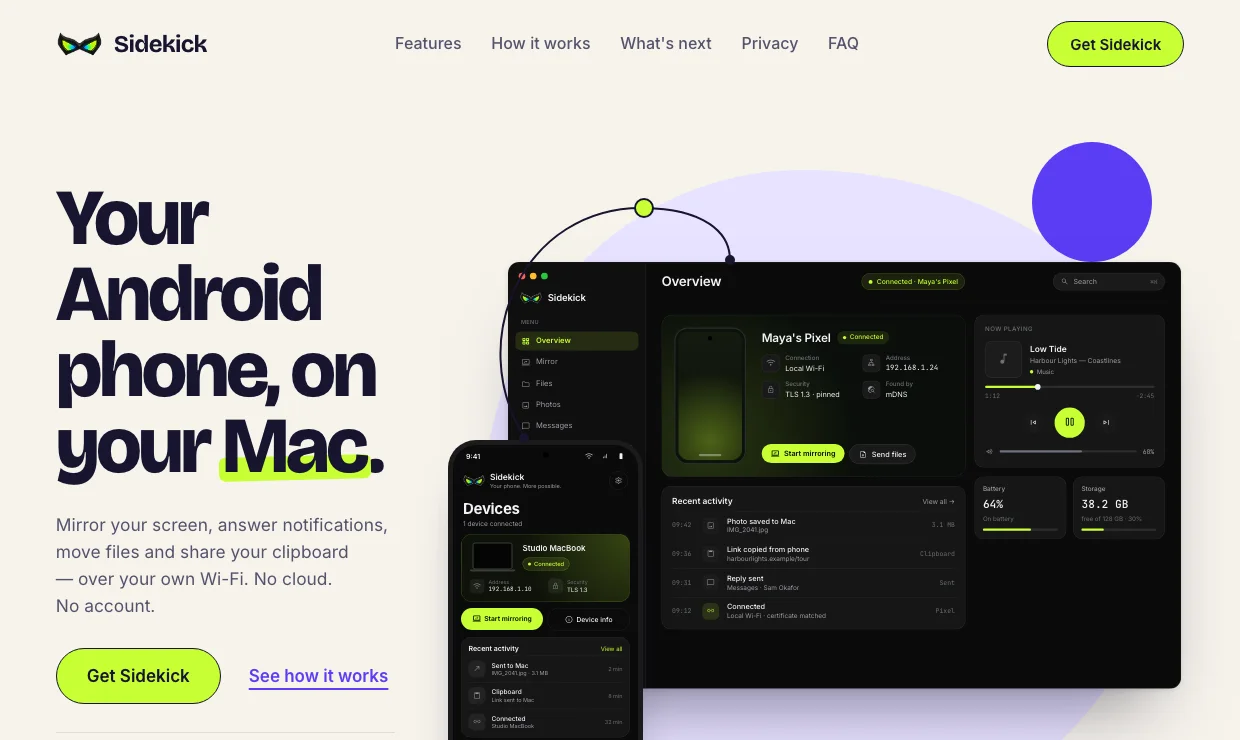 Sidekick
Features
How it works
What's next
Privacy
FAQ
Get Sidekick
Your
Android
phone, on
your Mac.
Mirror your screen, answer notifications,
move files and share your clipboard
— over your own Wi-Fi. No cloud.
No account.
Get Sidekick
See how it works
Sidekick
MENU
Overview
Mirror
Files
Photos
Messages
Overview
Connected · Maya's Pixel
Search
Maya's Pixel
Connected
Connection
Local Wi-Fi
Address
192.168.1.24
Security
TLS 1.3 · pinned
Found by
mDNS
Start mirroring
Send files
NOW PLAYING
Low Tide
Harbour Lights — Coastlines
Music
1:12
-2:45
60%
Battery
64%
On battery
Storage
38.2 GB
free of 128 GB · 30%
Recent activity
View all →
09:42
Photo saved to Mac
IMG_2041.jpg
3.1 MB
09:36
Link copied from phone
harbourlights.example/tour
Clipboard
09:31
Reply sent
Messages · Sam Okafor
Sent
09:12
Connected
Local Wi-Fi · certificate matched
Pixel
9:41
Sidekick
Your phone. More possible.
Devices
1 device connected
Studio MacBook
Connected
Address
192.168.1.10
Security
TLS 1.3
Start mirroring
Device info
Recent activity
View all
Sent to Mac
IMG_2041.jpg · 3.1 MB
2 min
Clipboard
Link sent to Mac
8 min
Connected
Studio MacBook
33 min